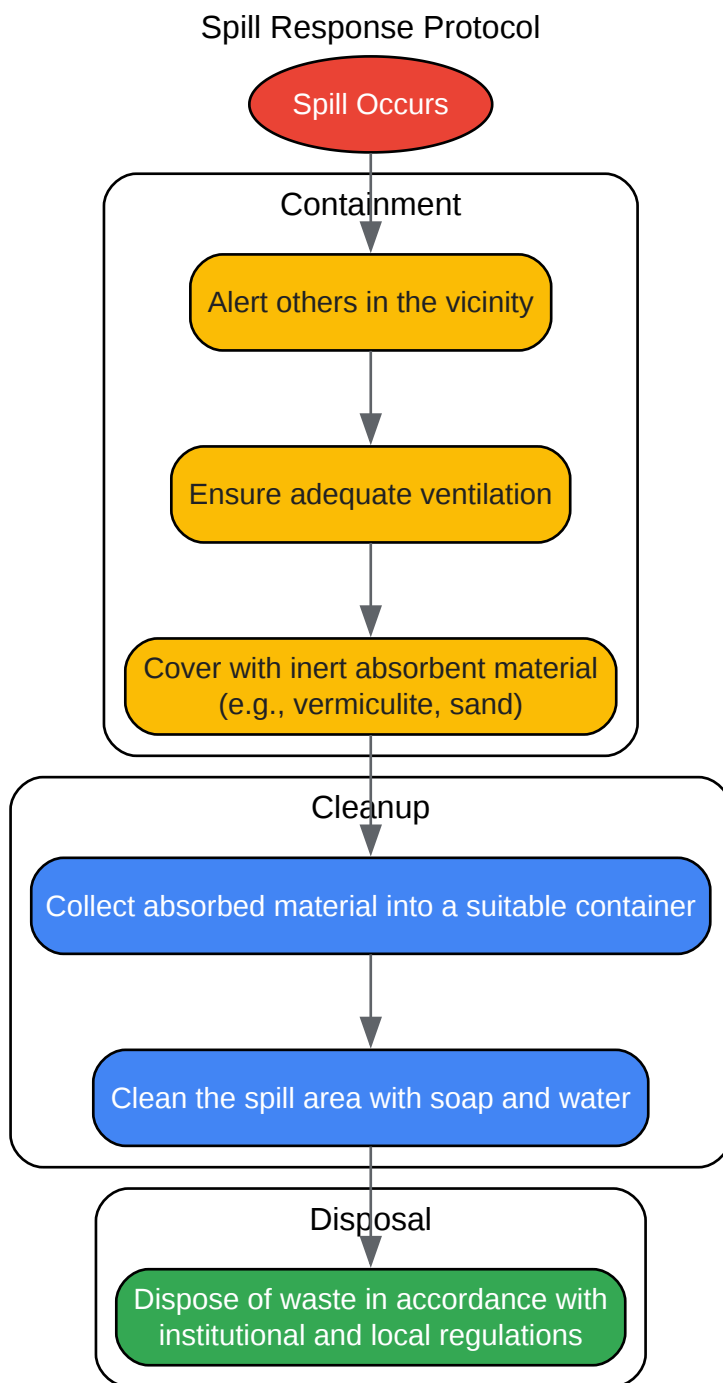 Spill Response Protocol
Spill Occurs
Containment
Alert others in the vicinity
Ensure adequate ventilation
Cover with inert absorbent material
(e.g., vermiculite, sand)
Cleanup
Collect absorbed material into a suitable container
Clean the spill area with soap and water
Disposal
Dispose of waste in accordance with
institutional and local regulations